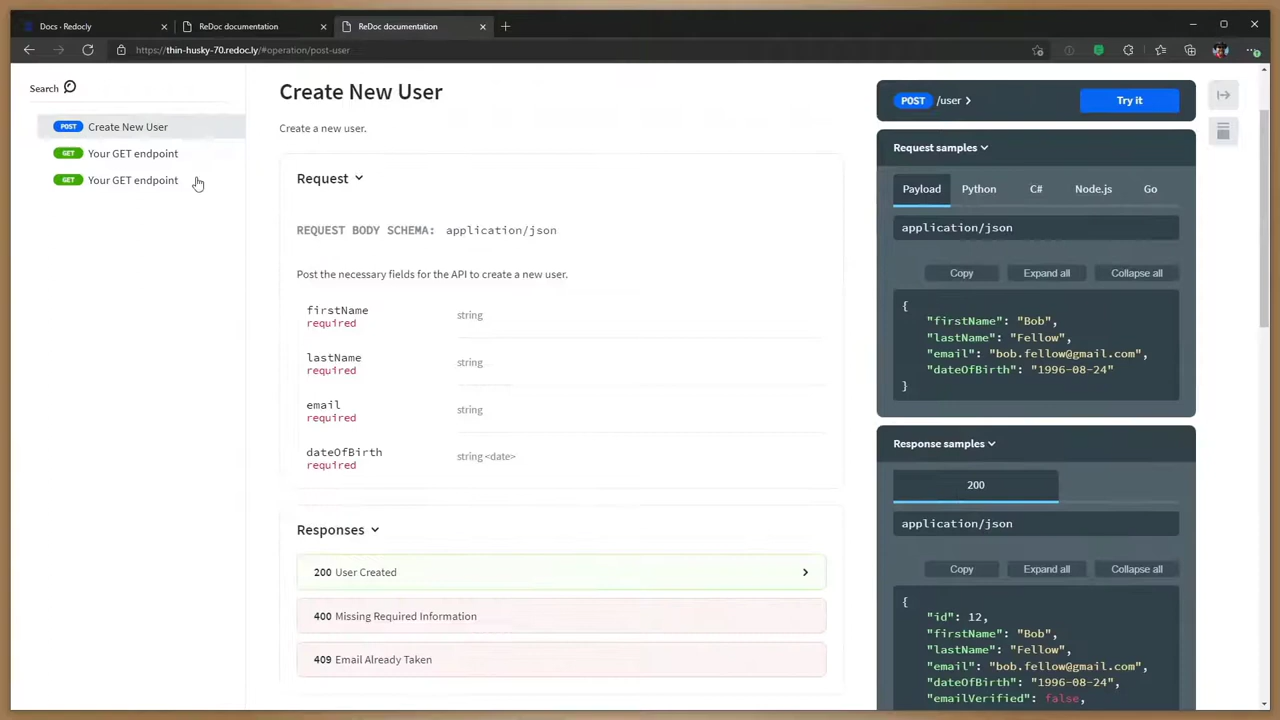 Docs · Redocly
ReDoc documentation
ReDoc documentation
https://thin-husky-70.redoc.ly/#operation/post-user
Search
POST Create New User
GET Your GET endpoint
GET Your GET endpoint
Create New User
Create a new user.
Request
REQUEST BODY SCHEMA: application/json
Post the necessary fields for the API to create a new user.
firstName string
required
lastName string
required
email string
required
dateOfBirth string <date>
required
Responses
200 User Created
400 Missing Required Information
409 Email Already Taken
POST /user Try it
Request samples
Payload Python C# Node.js Go
application/json
Copy Expand all Collapse all
{
"firstName": "Bob",
"lastName": "Fellow",
"email": "bob.fellow@gmail.com",
"dateOfBirth": "1996-08-24"
}
Response samples
200
application/json
Copy Expand all Collapse all
{
"id": 12,
"firstName": "Bob",
"lastName": "Fellow",
"email": "bob.fellow@gmail.com",
"dateOfBirth": "1996-08-24",
"emailVerified": false,